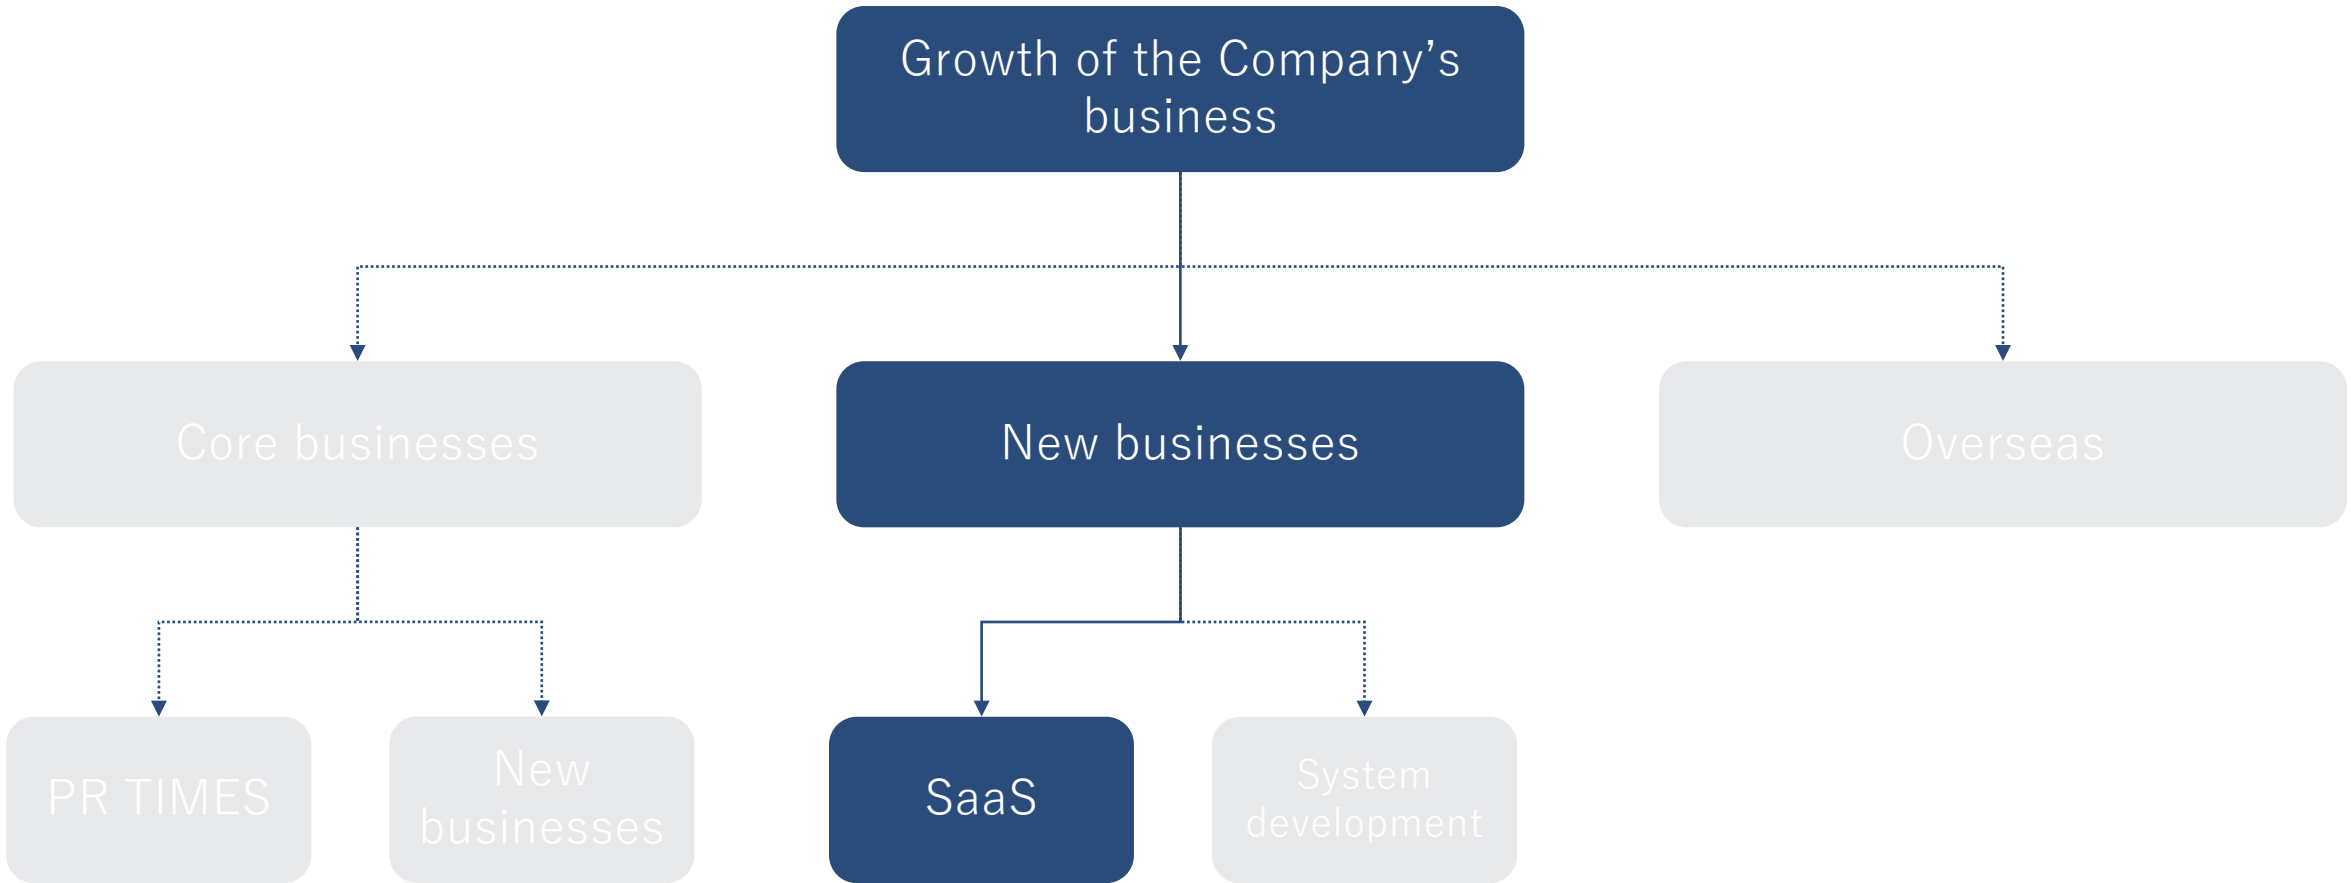 Growth of the Company’s
business
Core businesses
New businesses
Overseas
PR TIMES
New
businesses
SaaS
System
development